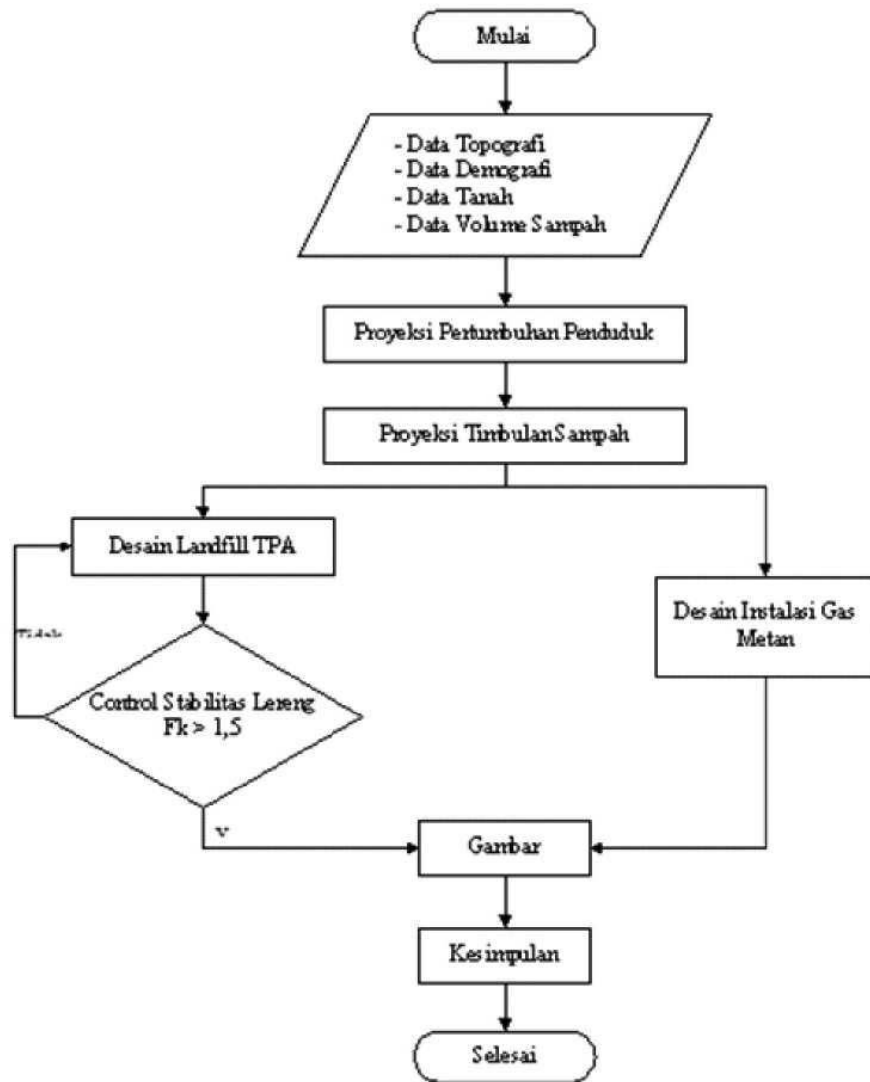 Mulai
- Data Topografi
- Data Demografi
- Data Tanah
- Data Volume Sampah
Proyeksi Pertumbuhan Penduduk
Proyeksi Timbulan Sampah
Desain Landfill TPA
Desain Instalasi Gas
Metan
Control Stabilitas Lereng
Fk > 1,5
Gambar
Kesimpulan
Selesai